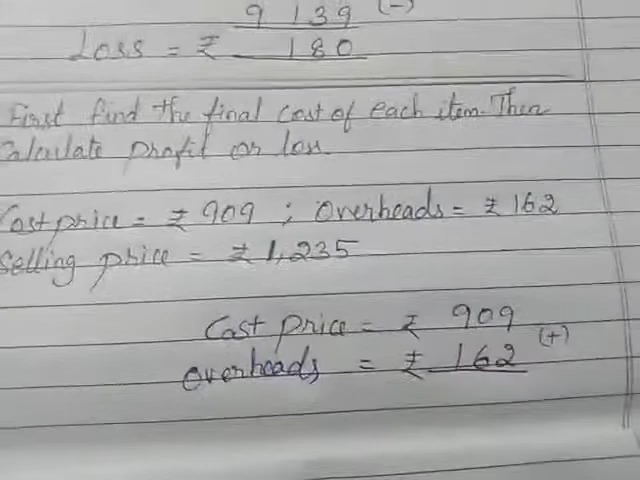 9 139 (-)
Loss = ₹ 180
First find the final cost of each item. Then
Calculate profit or loss
Cost price = ₹ 909 ; Overheads = ₹ 162
Selling price = ₹ 1,235
Cost price = ₹ 909
Overheads = ₹ 162 (+)